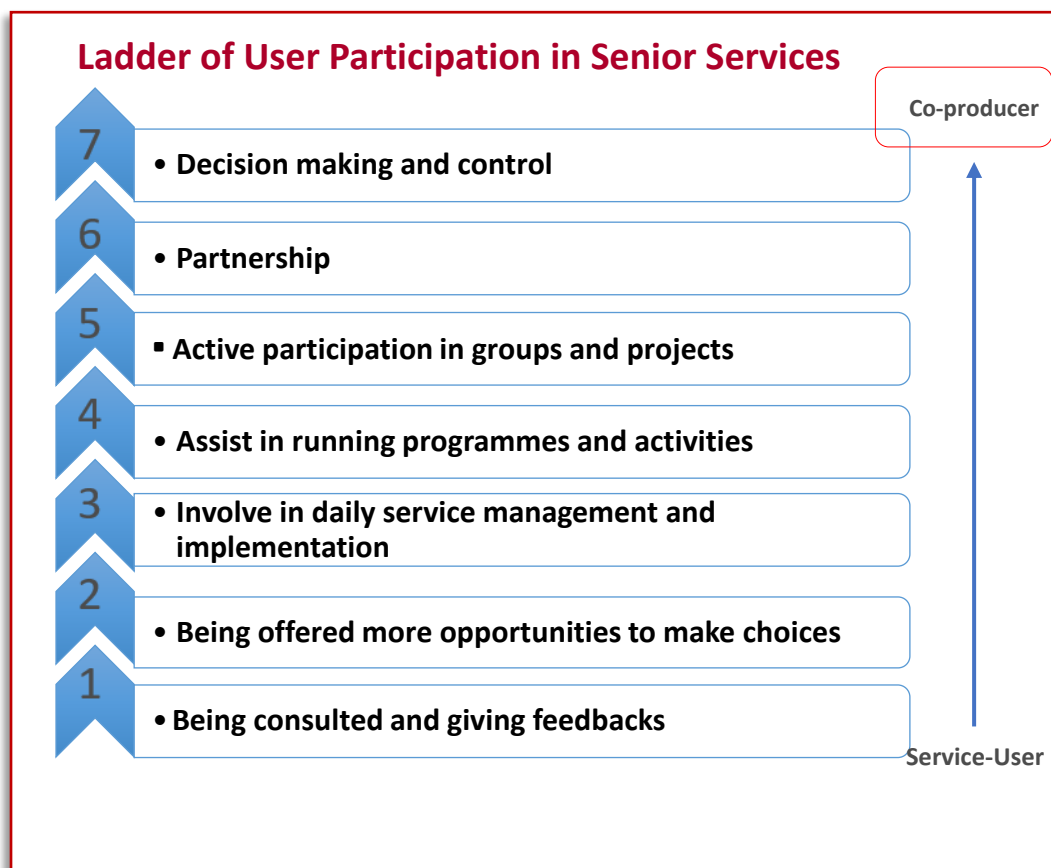 Ladder of User Participation in Senior Services
Co-producer
7
• Decision making and control
6
• Partnership
5
▪ Active participation in groups and projects
4
• Assist in running programmes and activities
3
• Involve in daily service management and
implementation
2
• Being offered more opportunities to make choices
1
• Being consulted and giving feedbacks
Service-User